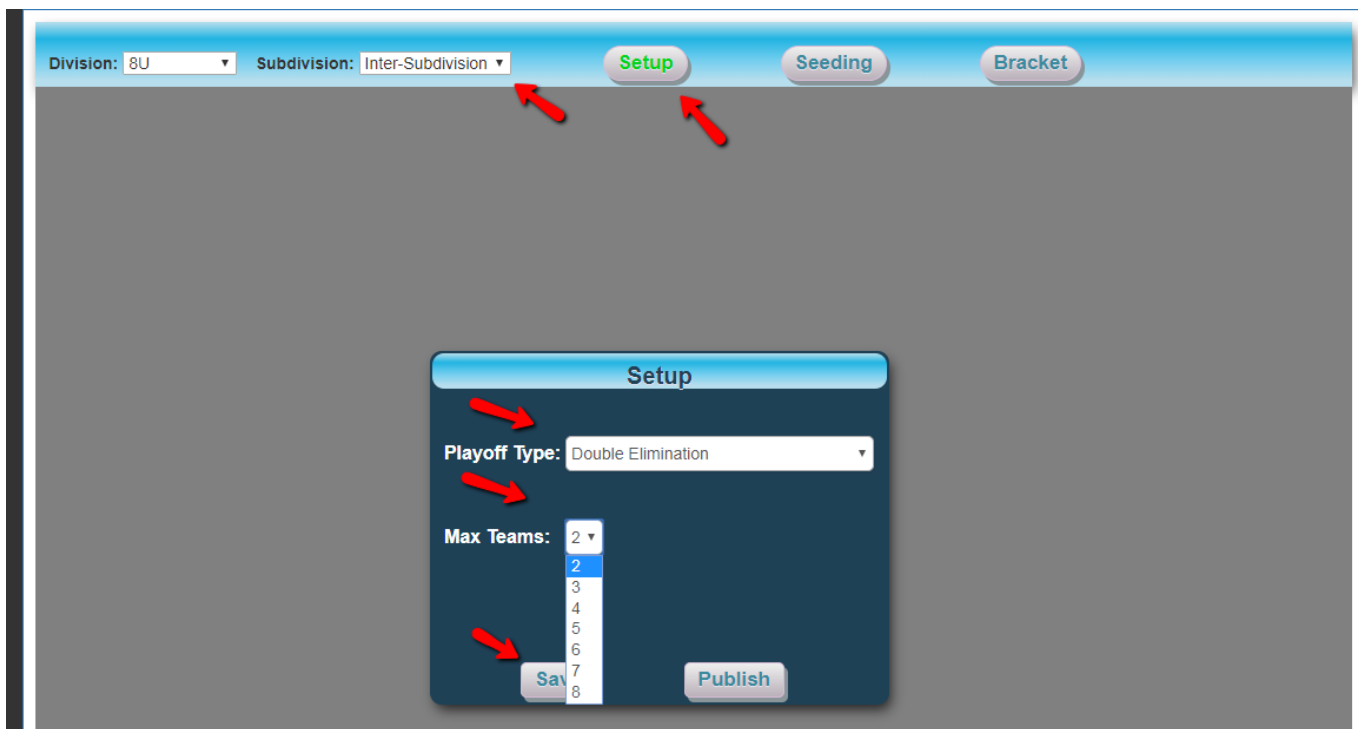 Division: 8U Subdivision: Inter-Subdivision Setup Seeding Bracket
Setup
Playoff Type: Double Elimination
Max Teams: 2
2
3
4
5
6
7
8
Sav Publish